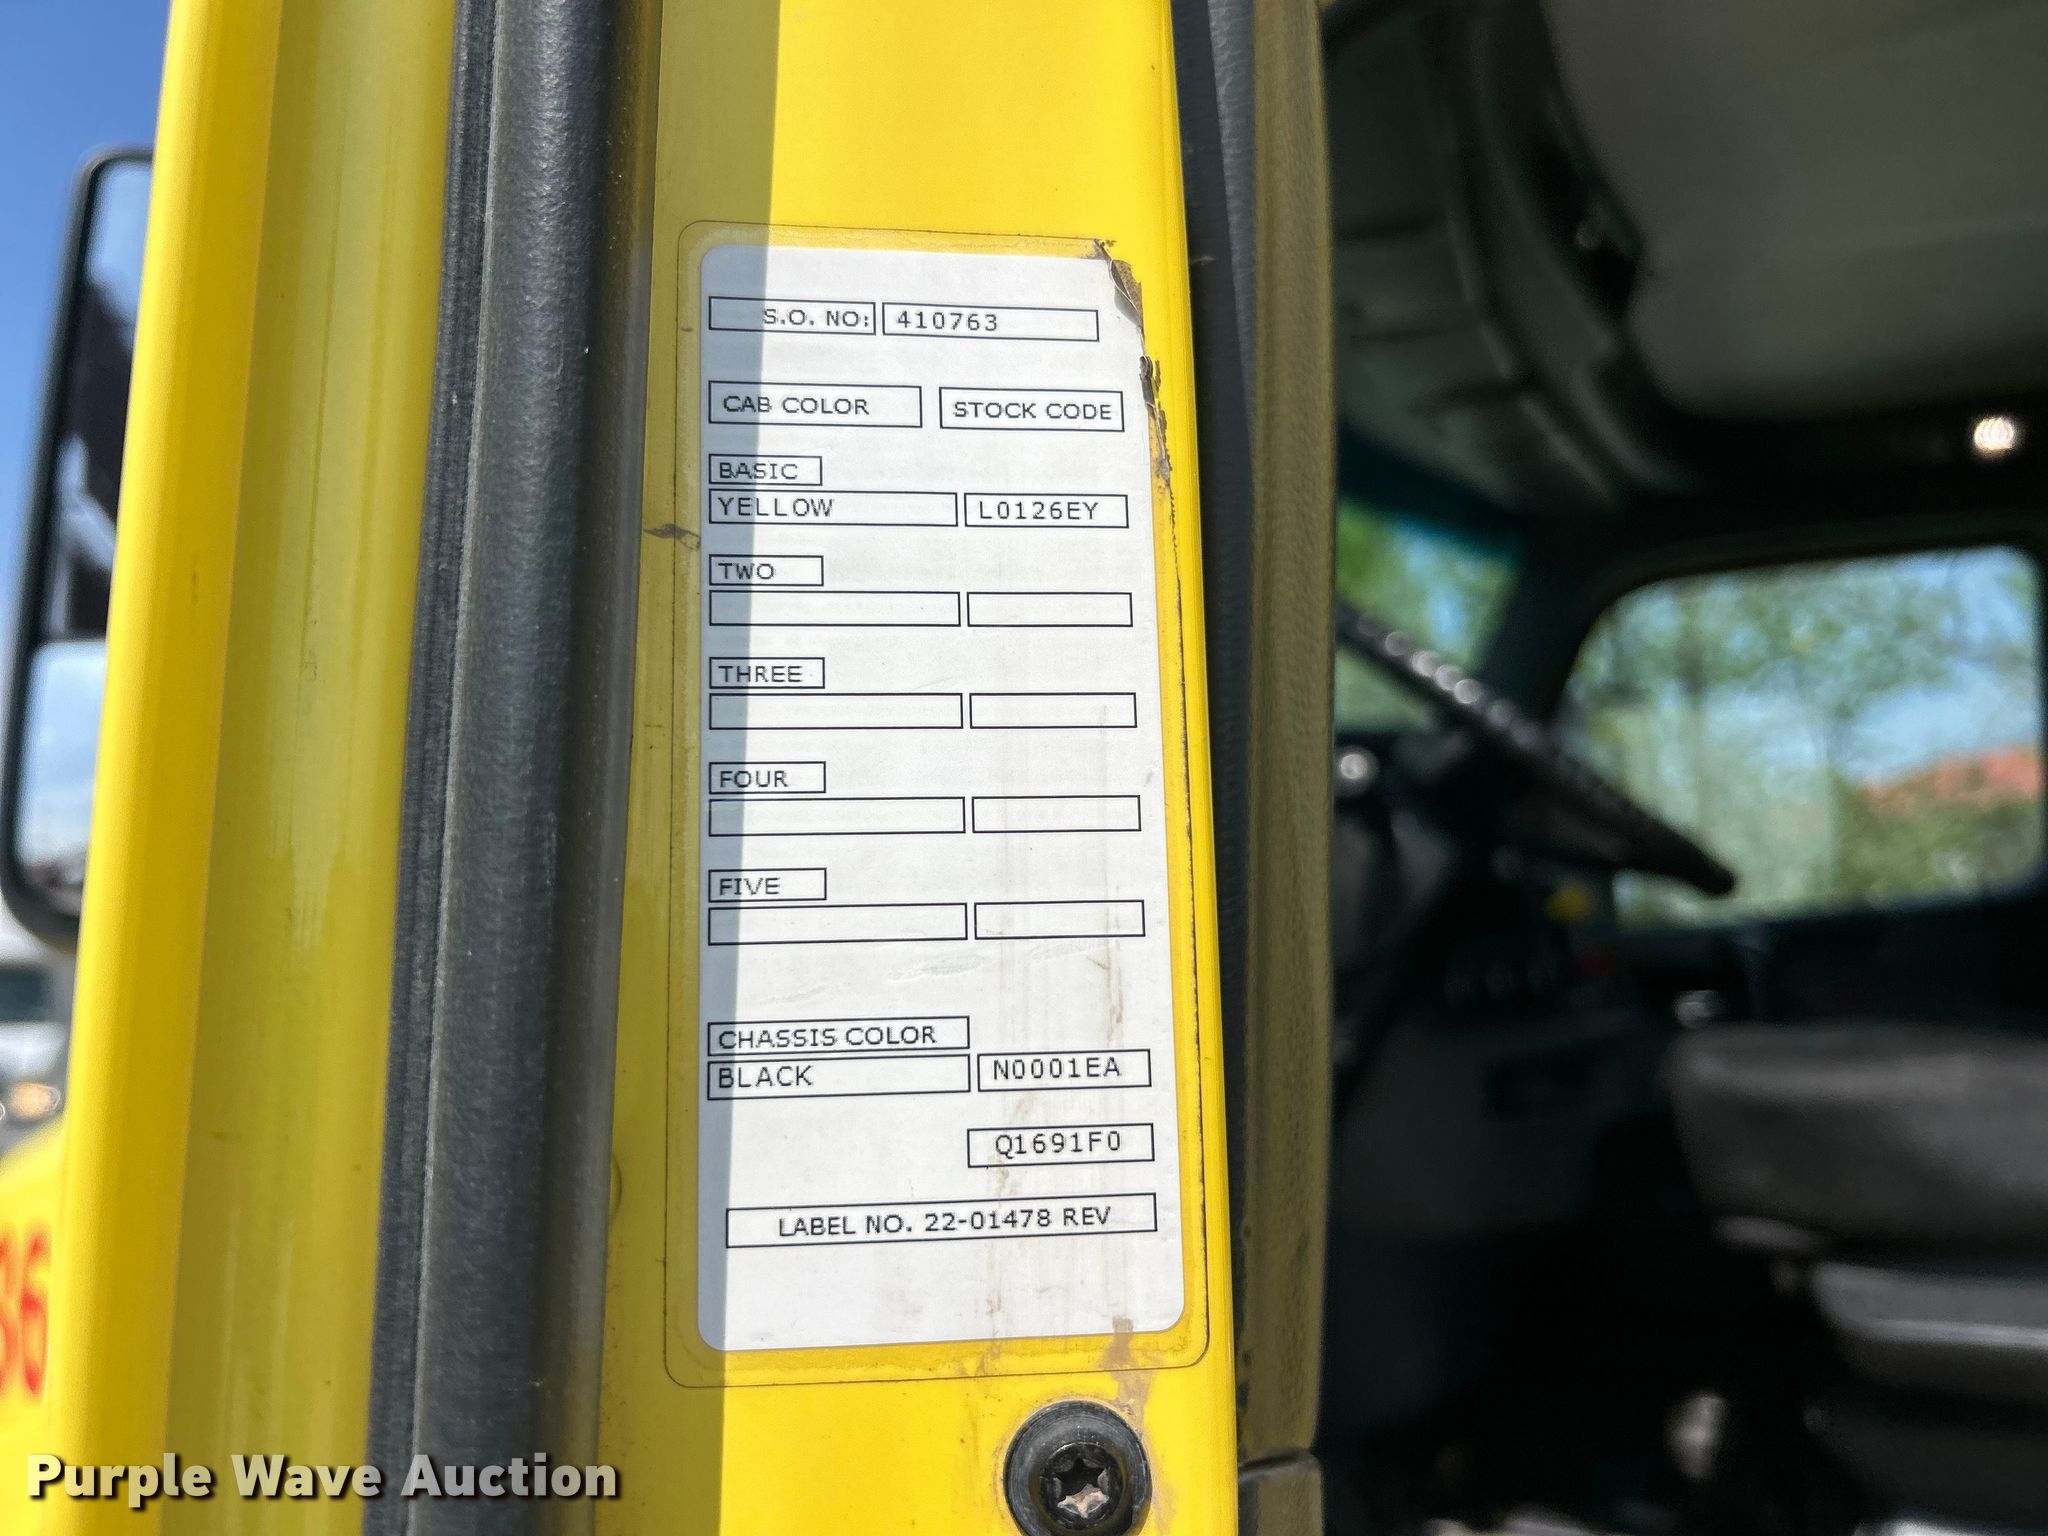 S.O. NO: 410763
CAB COLOR STOCK CODE
BASIC
YELLOW L0126EY
TWO
THREE
FOUR
FIVE
CHASSIS COLOR
BLACK N0001EA
Q1691F0
LABEL NO. 22-01478 REV
Purple Wave Auction